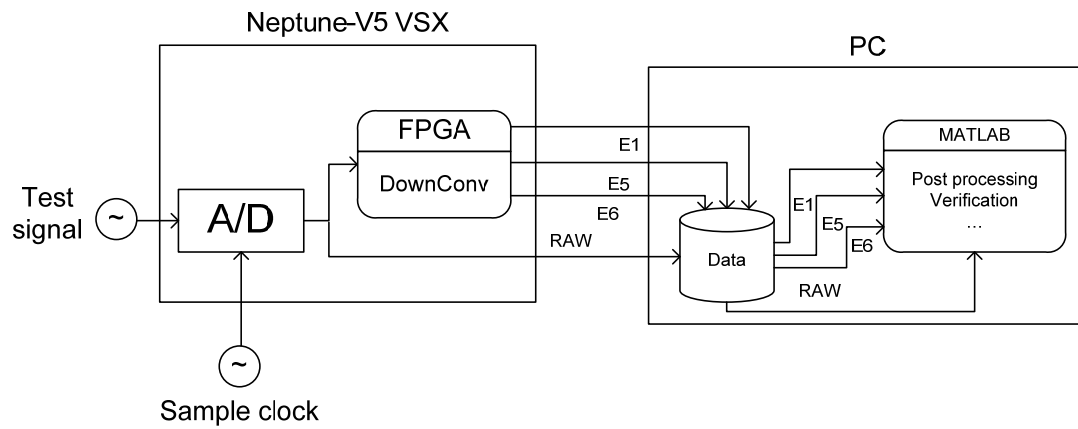 Neptune-V5 VSX
PC
FPGA
DownConv
E1
E5
E6
RAW
Test
signal
~
A/D
~
Sample clock
Data
E1
E5
E6
RAW
MATLAB
Post processing
Verification
...